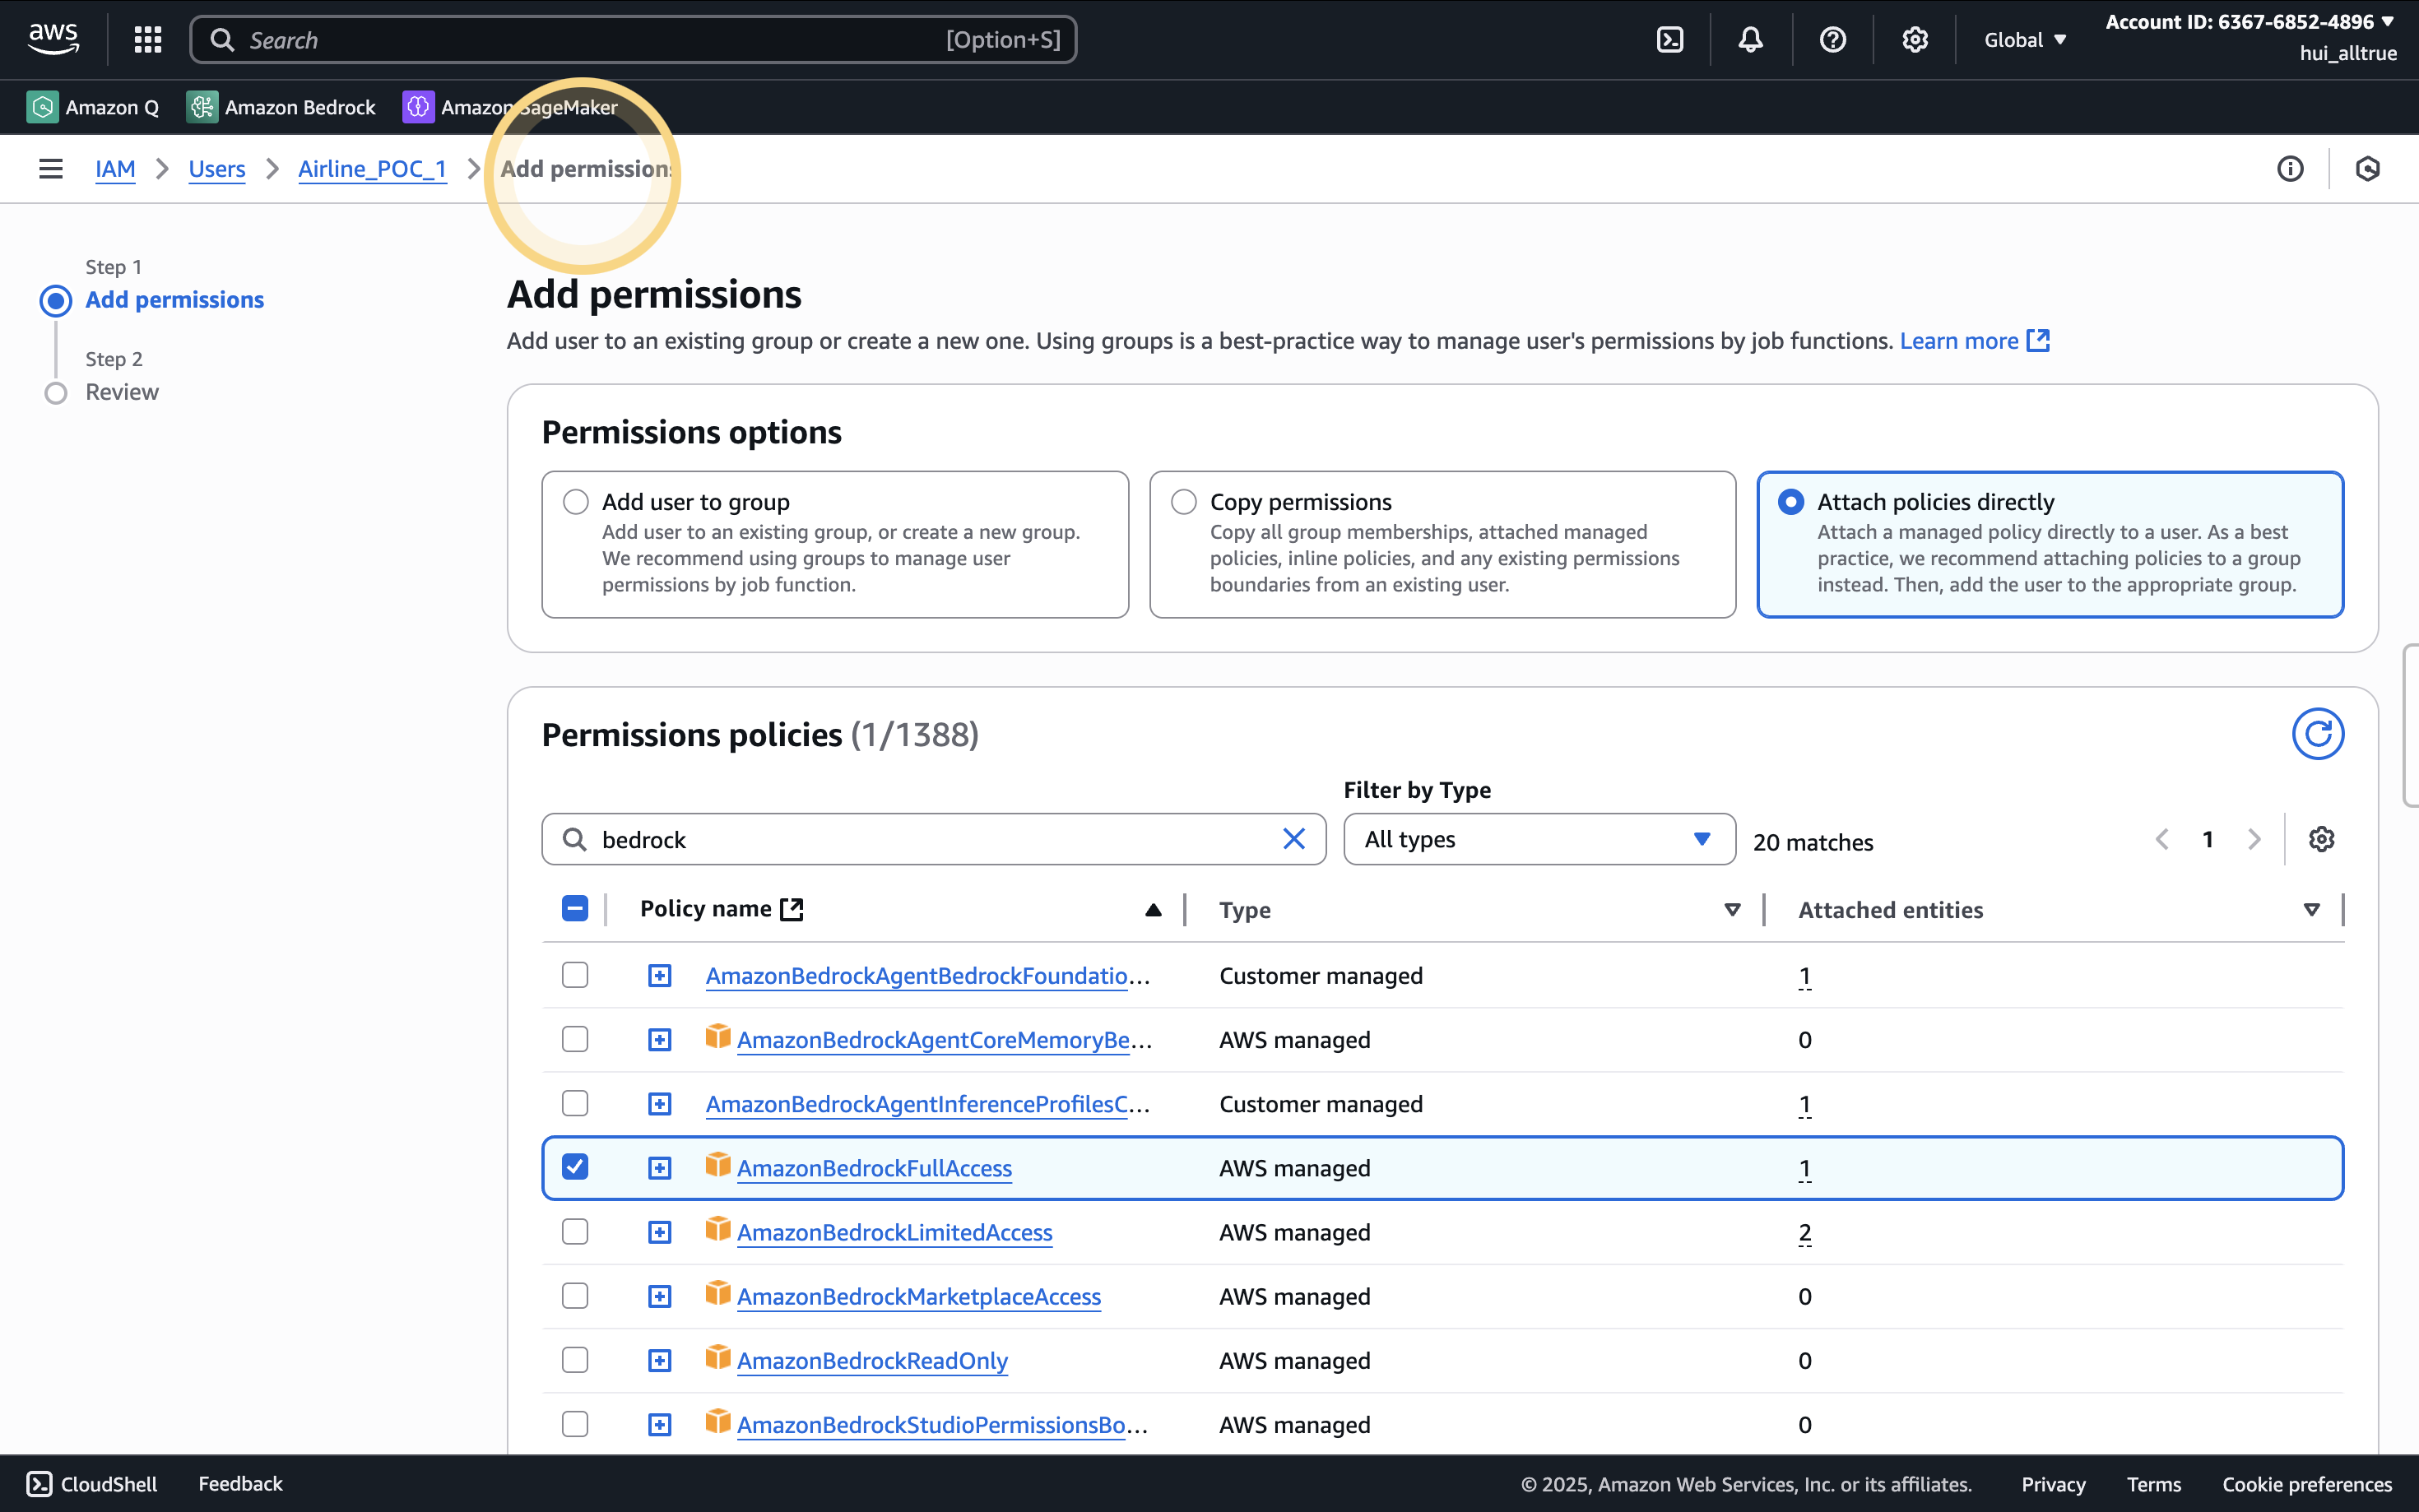 aws
Search
[Option+S]
Global
Account ID: 6367-6852-4896
hui_alltrue
Amazon Q
Amazon Bedrock
Amazon SageMaker
IAM
Users
Airline_POC_1
Add permissions
Step 1
Add permissions
Step 2
Review
Add permissions
Add user to an existing group or create a new one. Using groups is a best-practice way to manage user's permissions by job functions. Learn more
Permissions options
Add user to group
Add user to an existing group, or create a new group.
We recommend using groups to manage user
permissions by job function.
Copy permissions
Copy all group memberships, attached managed
policies, inline policies, and any existing permissions
boundaries from an existing user.
Attach policies directly
Attach a managed policy directly to a user. As a best
practice, we recommend attaching policies to a group
instead. Then, add the user to the appropriate group.
Permissions policies (1/1388)
Filter by Type
bedrock
All types
20 matches
1
Policy name
Type
Attached entities
AmazonBedrockAgentBedrockFoundatio... Customer managed 1
AmazonBedrockAgentCoreMemoryBe... AWS managed 0
AmazonBedrockAgentInferenceProfilesC... Customer managed 1
AmazonBedrockFullAccess AWS managed 1
AmazonBedrockLimitedAccess AWS managed 2
AmazonBedrockMarketplaceAccess AWS managed 0
AmazonBedrockReadOnly AWS managed 0
AmazonBedrockStudioPermissionsBo... AWS managed 0
CloudShell
Feedback
© 2025, Amazon Web Services, Inc. or its affiliates.
Privacy
Terms
Cookie preferences